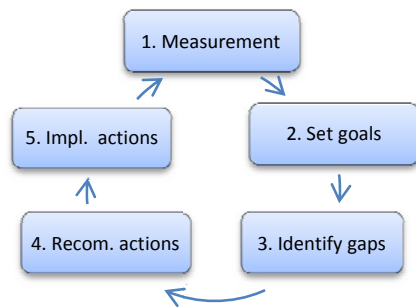 1. Measurement
2. Set goals
3. Identify gaps
4. Recom. actions
5. Impl. actions